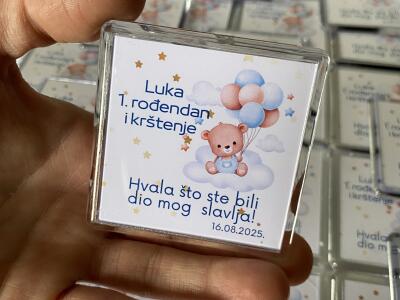 Luka
1. rođendan
i krštenje
Hvala što ste bili
dio mog slavlja!
16.08.2025.